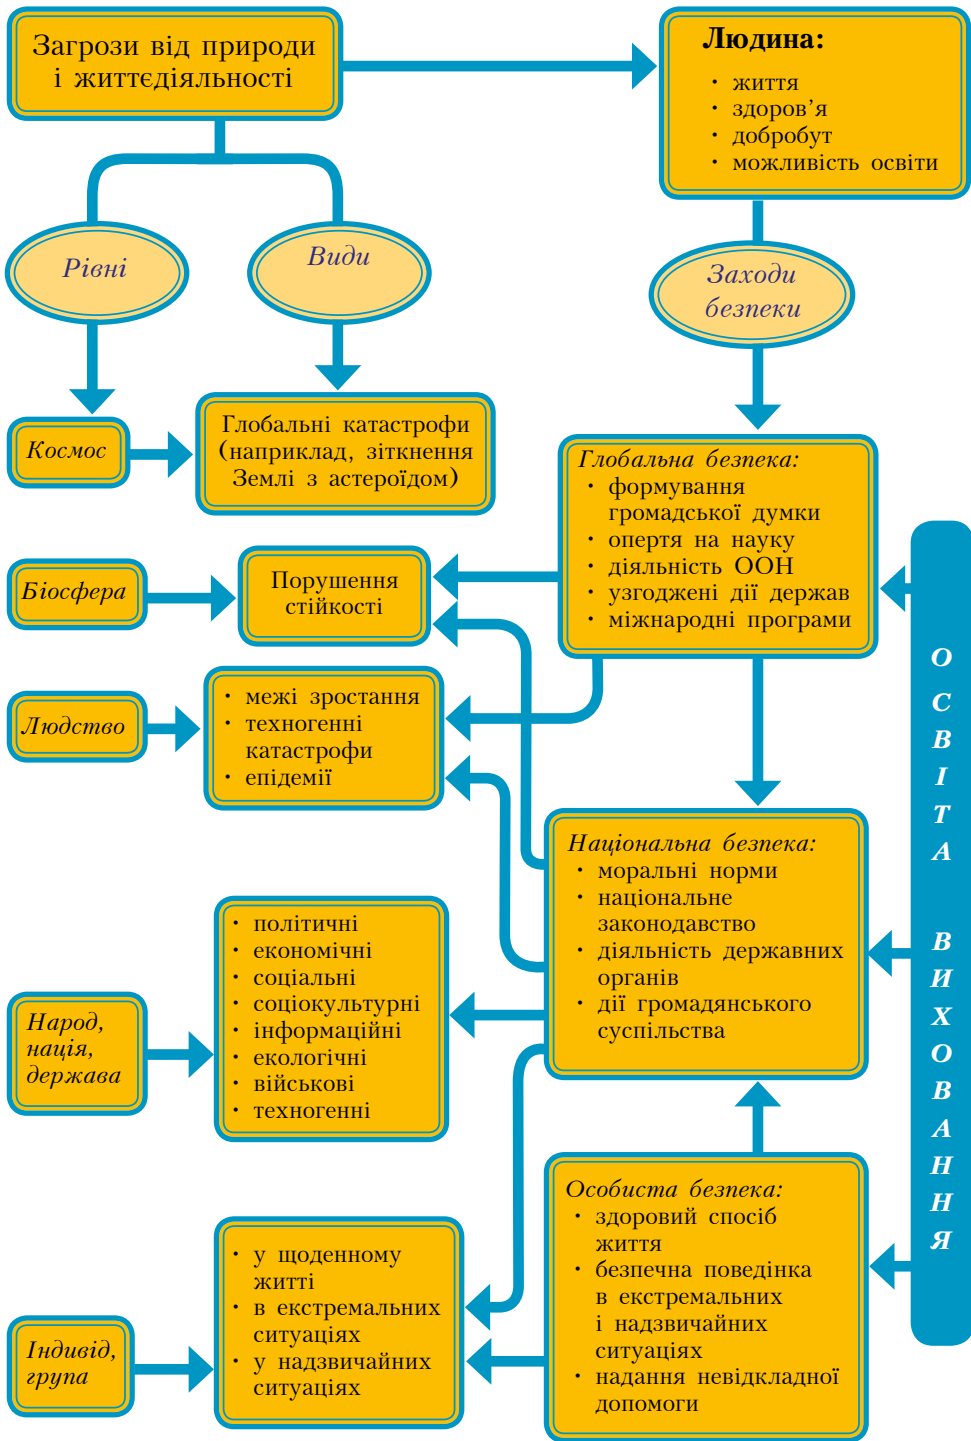 Загрози від природи
і життєдіяльності
Людина:
· життя
· здоров’я
· добробут
· можливість освіти
Рівні
Види
Заходи
безпеки
Космос
Глобальні катастрофи
(наприклад, зіткнення
Землі з астероїдом)
Глобальна безпека:
· формування
громадської думки
· опертя на науку
· діяльність ООН
· узгоджені дії держав
· міжнародні програми
Біосфера
Порушення
стійкості
Людство
· межі зростання
· техногенні
катастрофи
· епідемії
Національна безпека:
· моральні норми
· національне
законодавство
· діяльність державних
органів
· дії громадянського
суспільства
Народ,
нація,
держава
· політичні
· економічні
· соціальні
· соціокультурні
· інформаційні
· екологічні
· військові
· техногенні
Особиста безпека:
· здоровий спосіб
життя
· безпечна поведінка
в екстремальних
і надзвичайних
ситуаціях
· надання невідкладної
допомоги
Індивід,
група
· у щоденному
житті
· в екстремальних
ситуаціях
· у надзвичайних
ситуаціях
ОСВІТА ВИХОВАННЯ